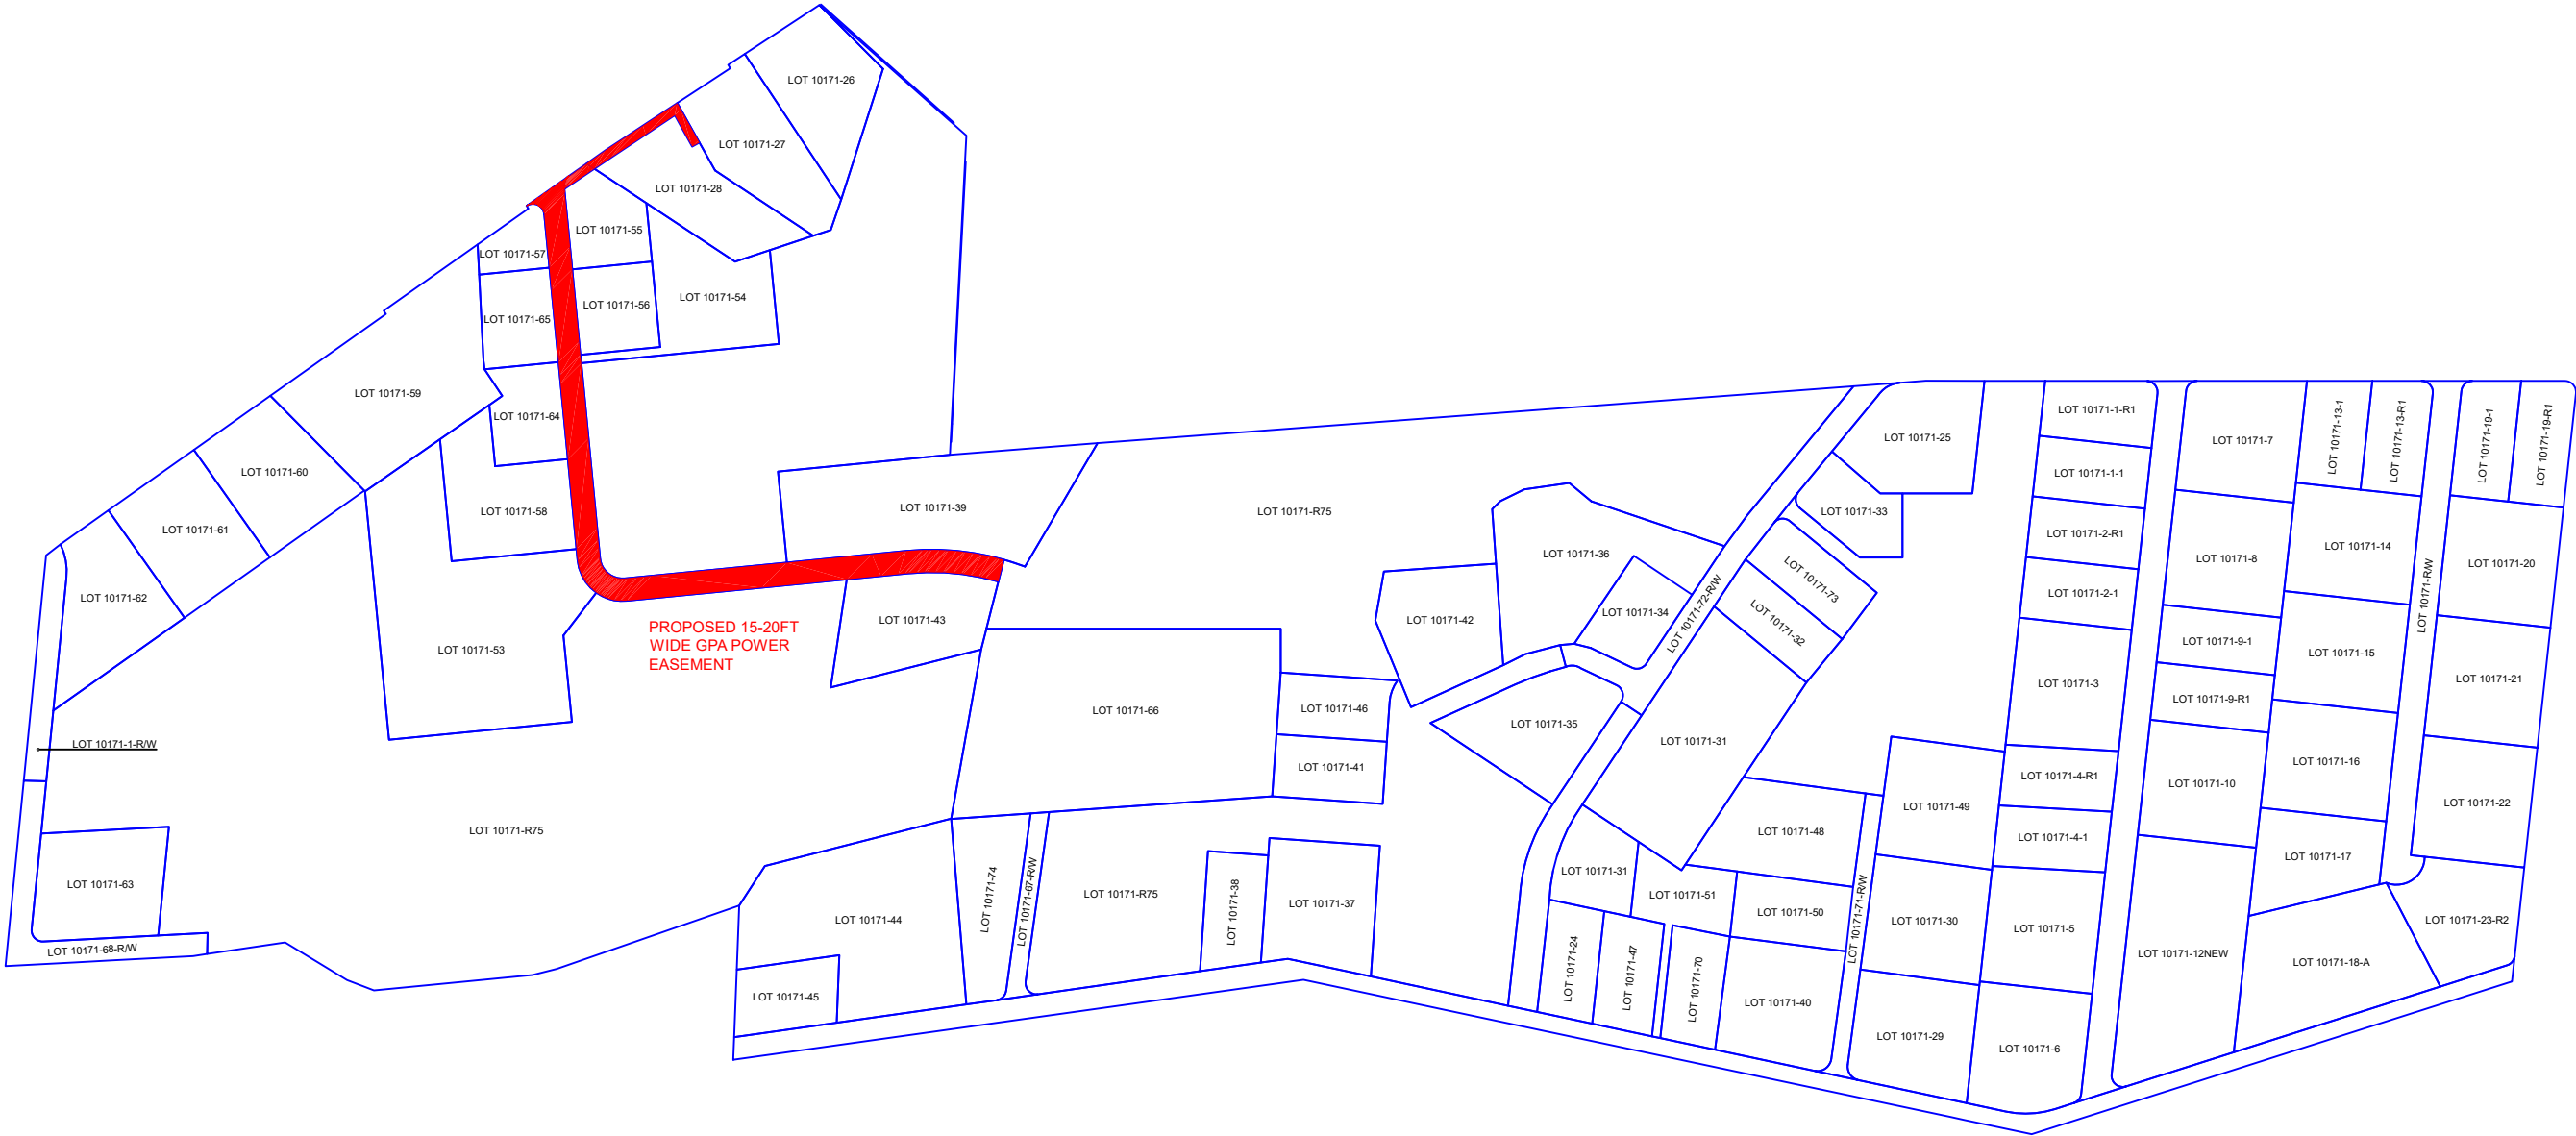 LOT 10171-26
LOT 10171-27
LOT 10171-28
LOT 10171-55
LOT 10171-57
LOT 10171-54
LOT 10171-56
LOT 10171-65
LOT 10171-59
LOT 10171-64
LOT 10171-60
LOT 10171-58
LOT 10171-61
LOT 10171-62
LOT 10171-53
LOT 10171-39
LOT 10171-R75
PROPOSED 15-20FT
WIDE GPA POWER
EASEMENT
LOT 10171-43
LOT 10171-1-R/W
LOT 10171-R75
LOT 10171-63
LOT 10171-68-R/W
LOT 10171-66
LOT 10171-46
LOT 10171-41
LOT 10171-42
LOT 10171-36
LOT 10171-34
LOT 10171-72-R/W
LOT 10171-35
LOT 10171-44
LOT 10171-45
LOT 10171-74
LOT 10171-67-R/W
LOT 10171-R75
LOT 10171-38
LOT 10171-37
LOT 10171-25
LOT 10171-33
LOT 10171-73
LOT 10171-32
LOT 10171-31
LOT 10171-48
LOT 10171-31
LOT 10171-51
LOT 10171-50
LOT 10171-24
LOT 10171-47
LOT 10171-70
LOT 10171-40
LOT 10171-71-R/W
LOT 10171-49
LOT 10171-30
LOT 10171-29
LOT 10171-1-R1
LOT 10171-1-1
LOT 10171-2-R1
LOT 10171-2-1
LOT 10171-3
LOT 10171-4-R1
LOT 10171-4-1
LOT 10171-5
LOT 10171-6
LOT 10171-7
LOT 10171-8
LOT 10171-9-1
LOT 10171-9-R1
LOT 10171-10
LOT 10171-12NEW
LOT 10171-13-1
LOT 10171-13-R1
LOT 10171-14
LOT 10171-15
LOT 10171-16
LOT 10171-17
LOT 10171-18-A
LOT 10171-R/W
LOT 10171-19-1
LOT 10171-19-R1
LOT 10171-20
LOT 10171-21
LOT 10171-22
LOT 10171-23-R2